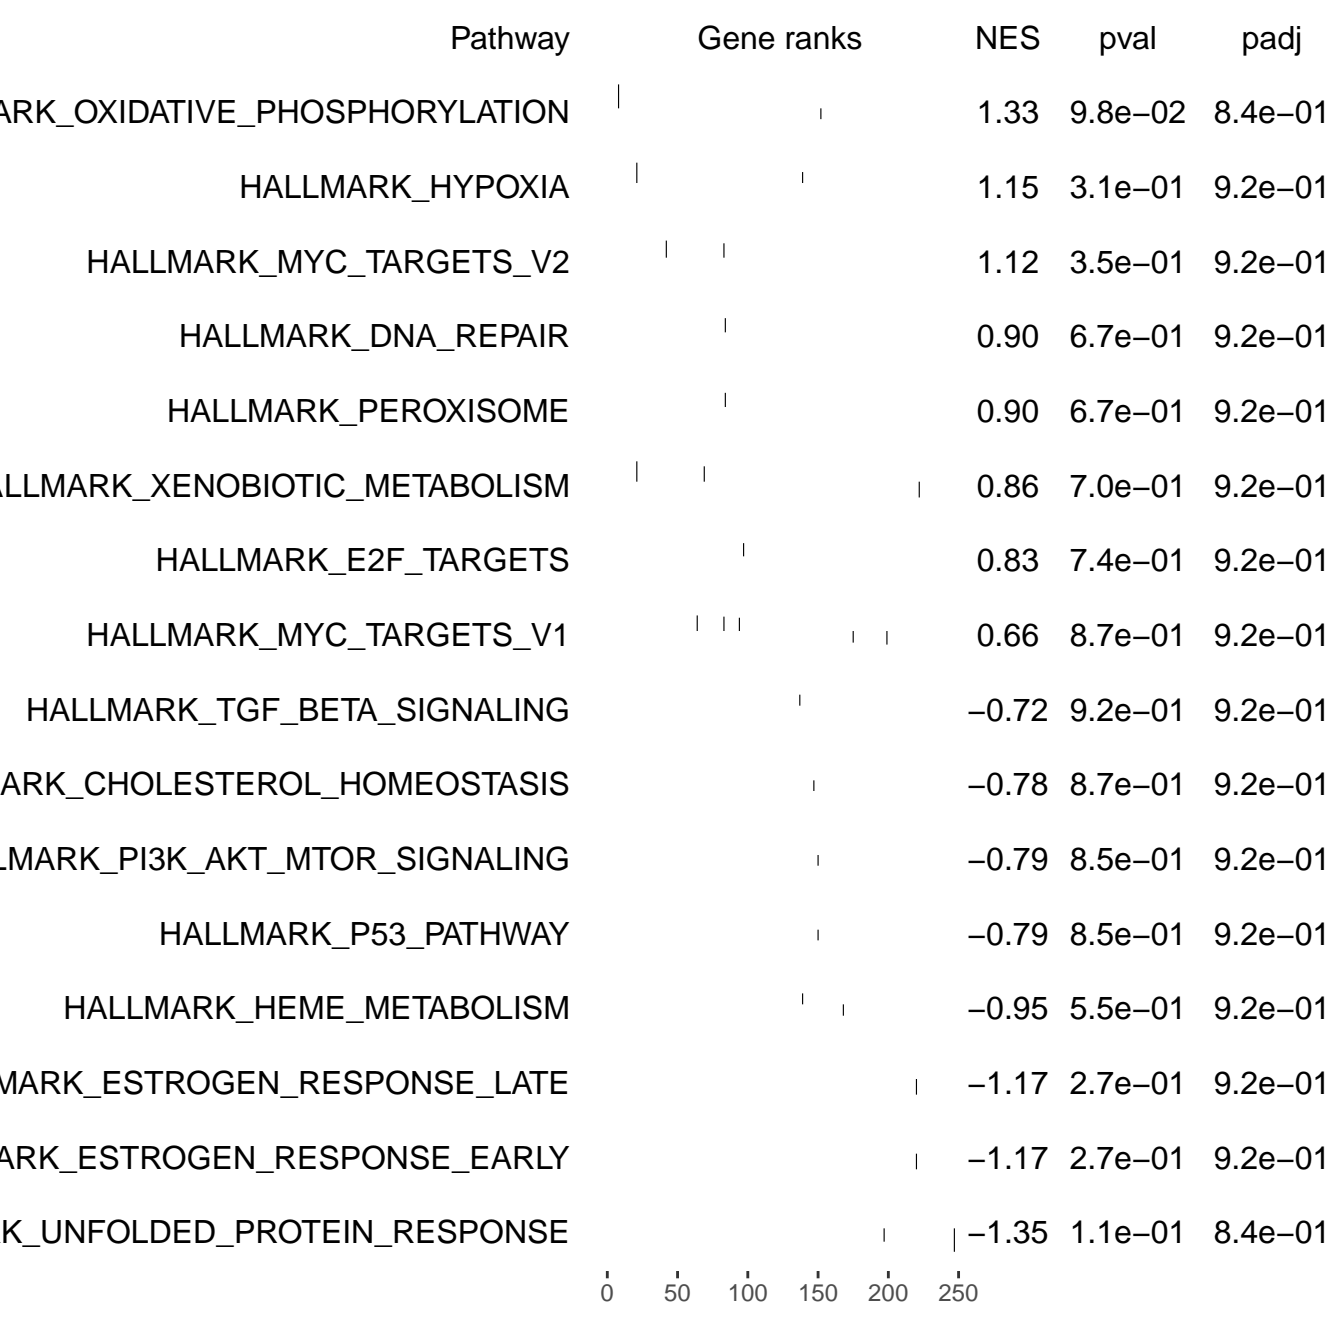 Pathway Gene ranks NES pval padj
ARK_OXIDATIVE_PHOSPHORYLATION 1.33 9.8e−02 8.4e−01
HALLMARK_HYPOXIA 1.15 3.1e−01 9.2e−01
HALLMARK_MYC_TARGETS_V2 1.12 3.5e−01 9.2e−01
HALLMARK_DNA_REPAIR 0.90 6.7e−01 9.2e−01
HALLMARK_PEROXISOME 0.90 6.7e−01 9.2e−01
ALLMARK_XENOBIOTIC_METABOLISM 0.86 7.0e−01 9.2e−01
HALLMARK_E2F_TARGETS 0.83 7.4e−01 9.2e−01
HALLMARK_MYC_TARGETS_V1 0.66 8.7e−01 9.2e−01
HALLMARK_TGF_BETA_SIGNALING −0.72 9.2e−01 9.2e−01
ARK_CHOLESTEROL_HOMEOSTASIS −0.78 8.7e−01 9.2e−01
LMARK_PI3K_AKT_MTOR_SIGNALING −0.79 8.5e−01 9.2e−01
HALLMARK_P53_PATHWAY −0.79 8.5e−01 9.2e−01
HALLMARK_HEME_METABOLISM −0.95 5.5e−01 9.2e−01
MARK_ESTROGEN_RESPONSE_LATE −1.17 2.7e−01 9.2e−01
ARK_ESTROGEN_RESPONSE_EARLY −1.17 2.7e−01 9.2e−01
K_UNFOLDED_PROTEIN_RESPONSE −1.35 1.1e−01 8.4e−01
0 50 100 150 200 250